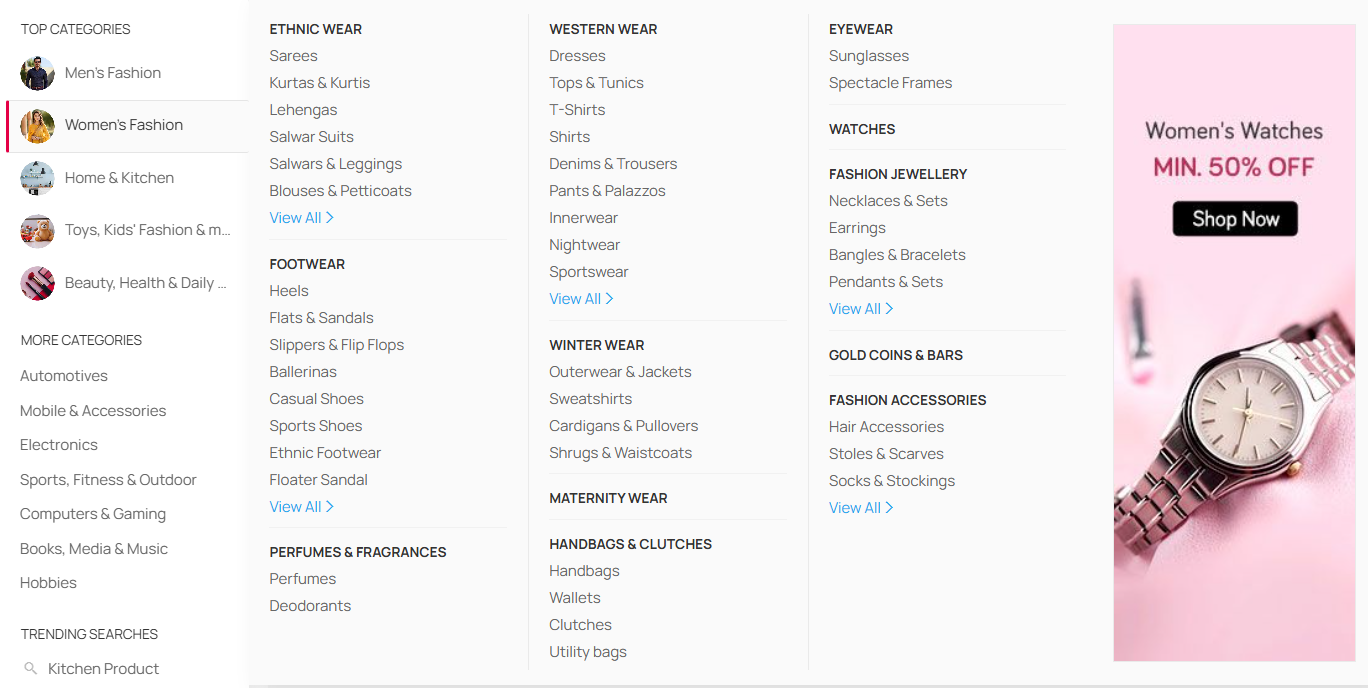 TOP CATEGORIES
Men's Fashion
Women's Fashion
Home & Kitchen
Toys, Kids' Fashion & m...
Beauty, Health & Daily ...
MORE CATEGORIES
Automotives
Mobile & Accessories
Electronics
Sports, Fitness & Outdoor
Computers & Gaming
Books, Media & Music
Hobbies
TRENDING SEARCHES
Kitchen Product
ETHNIC WEAR
Sarees
Kurtas & Kurtis
Lehengas
Salwar Suits
Salwars & Leggings
Blouses & Petticoats
View All >
FOOTWEAR
Heels
Flats & Sandals
Slippers & Flip Flops
Ballerinas
Casual Shoes
Sports Shoes
Ethnic Footwear
Floater Sandal
View All >
PERFUMES & FRAGRANCES
Perfumes
Deodorants
WESTERN WEAR
Dresses
Tops & Tunics
T-Shirts
Shirts
Denims & Trousers
Pants & Palazzos
Innerwear
Nightwear
Sportswear
View All >
WINTER WEAR
Outerwear & Jackets
Sweatshirts
Cardigans & Pullovers
Shrugs & Waistcoats
MATERNITY WEAR
HANDBAGS & CLUTCHES
Handbags
Wallets
Clutches
Utility bags
EYEWEAR
Sunglasses
Spectacle Frames
WATCHES
FASHION JEWELLERY
Necklaces & Sets
Earrings
Bangles & Bracelets
Pendants & Sets
View All >
GOLD COINS & BARS
FASHION ACCESSORIES
Hair Accessories
Stoles & Scarves
Socks & Stockings
View All >
Women's Watches
MIN. 50% OFF
Shop Now